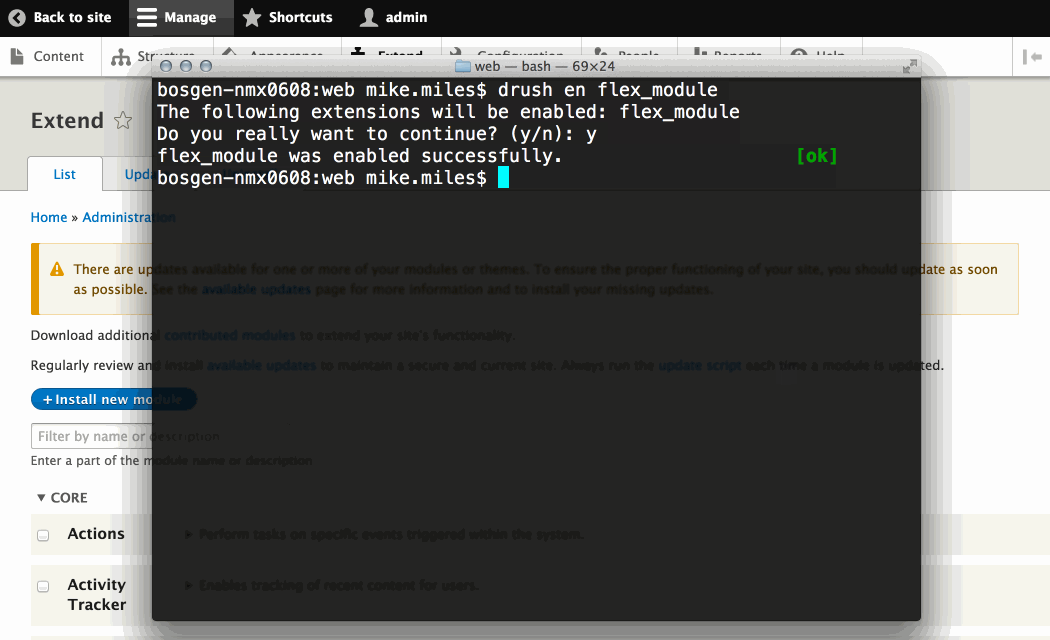 Back to site Manage Shortcuts admin
Content Structure Appearance Extend Configuration People Reports Help
web — bash — 69×24
bosgen-nmx0608:web mike.miles$ drush en flex_module
The following extensions will be enabled: flex_module
Do you really want to continue? (y/n): y
flex_module was enabled successfully. [ok]
bosgen-nmx0608:web mike.miles$
Extend
List
Home » Administration
There are updates available for one or more of your modules or themes. To ensure the proper functioning of your site, you should update as soon
as possible. See the available updates page for more information and to install your missing updates.
Download additional contributed modules to extend your site's functionality.
Regularly review and install available updates to maintain a secure and current site. Always run the update script each time a module is updated.
+ Install new module
Filter by name or description
Enter a part of the module name or description
▼ CORE
Actions ► Perform tasks on specific events triggered within the system.
Activity ► Enables tracking of recent content for users.
Tracker